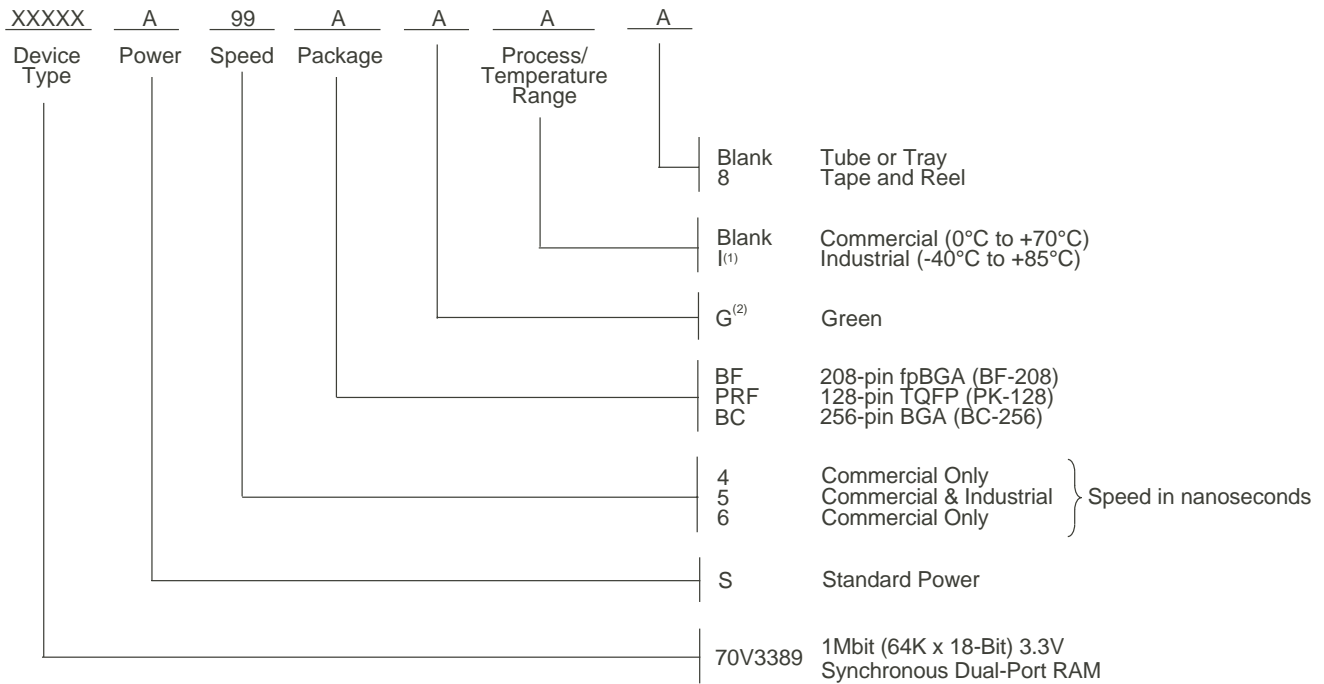 XXXXX A 99 A A A A
Device Type Power Speed Package Process/ Temperature Range
Blank Tube or Tray
8 Tape and Reel
Blank Commercial (0°C to +70°C)
I(1) Industrial (-40°C to +85°C)
G(2) Green
BF 208-pin fpBGA (BF-208)
PRF 128-pin TQFP (PK-128)
BC 256-pin BGA (BC-256)
4 Commercial Only
5 Commercial & Industrial Speed in nanoseconds
6 Commercial Only
S Standard Power
70V3389 1Mbit (64K x 18-Bit) 3.3V
Synchronous Dual-Port RAM